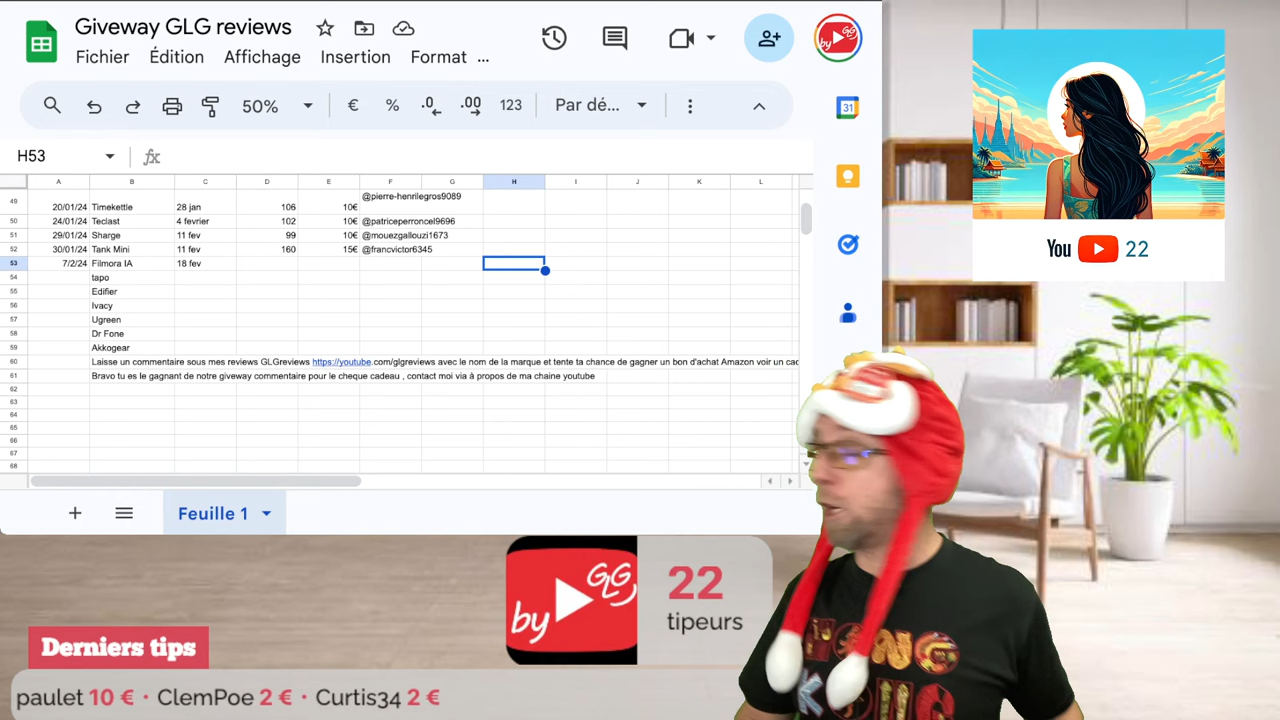 Giveway GLG reviews
Fichier Édition Affichage Insertion Format ...
50% € % .0 .00 123 Par dé...
31
H53 fx
A B C D E F G H I J K L
49 20/01/24 Timekettle 28 jan 106 10€ @pierre-henrilegros9089
50 24/01/24 Teclast 4 fevrier 102 10€ @patriceperroncel9696
51 29/01/24 Sharge 11 fev 99 10€ @mouezgallouzi1673
52 30/01/24 Tank Mini 11 fev 160 15€ @francvictor6345
53 7/2/24 Filmora IA 18 fev
54 tapo
55 Edifier
56 Ivacy
57 Ugreen
58 Dr Fone
59 Akkogear
60 Laisse un commentaire sous mes reviews GLGreviews https://youtube.com/glgreviews avec le nom de la marque et tente ta chance de gagner un bon d'achat Amazon voir un cad
61 Bravo tu es le gagnant de notre giveway commentaire pour le cheque cadeau , contact moi via à propos de ma chaine youtube
62
63
64
65
66
67
68
Feuille 1
You 22
by GLG
22
tipeurs
Derniers tips
paulet 10 € · ClemPoe 2 € · Curtis34 2 €
HONG
KONG